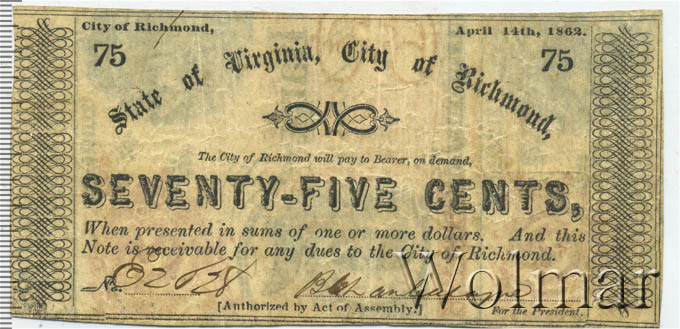 City of Richmond, April 14th, 1862.
75 75
State of Virginia, City of Richmond,
The City of Richmond will pay to Bearer, on demand,
SEVENTY-FIVE CENTS,
When presented in sums of one or more dollars. And this
Note is receivable for any dues to the City of Richmond.
No.
[Authorized by Act of Assembly.] For the President.
Wolmar